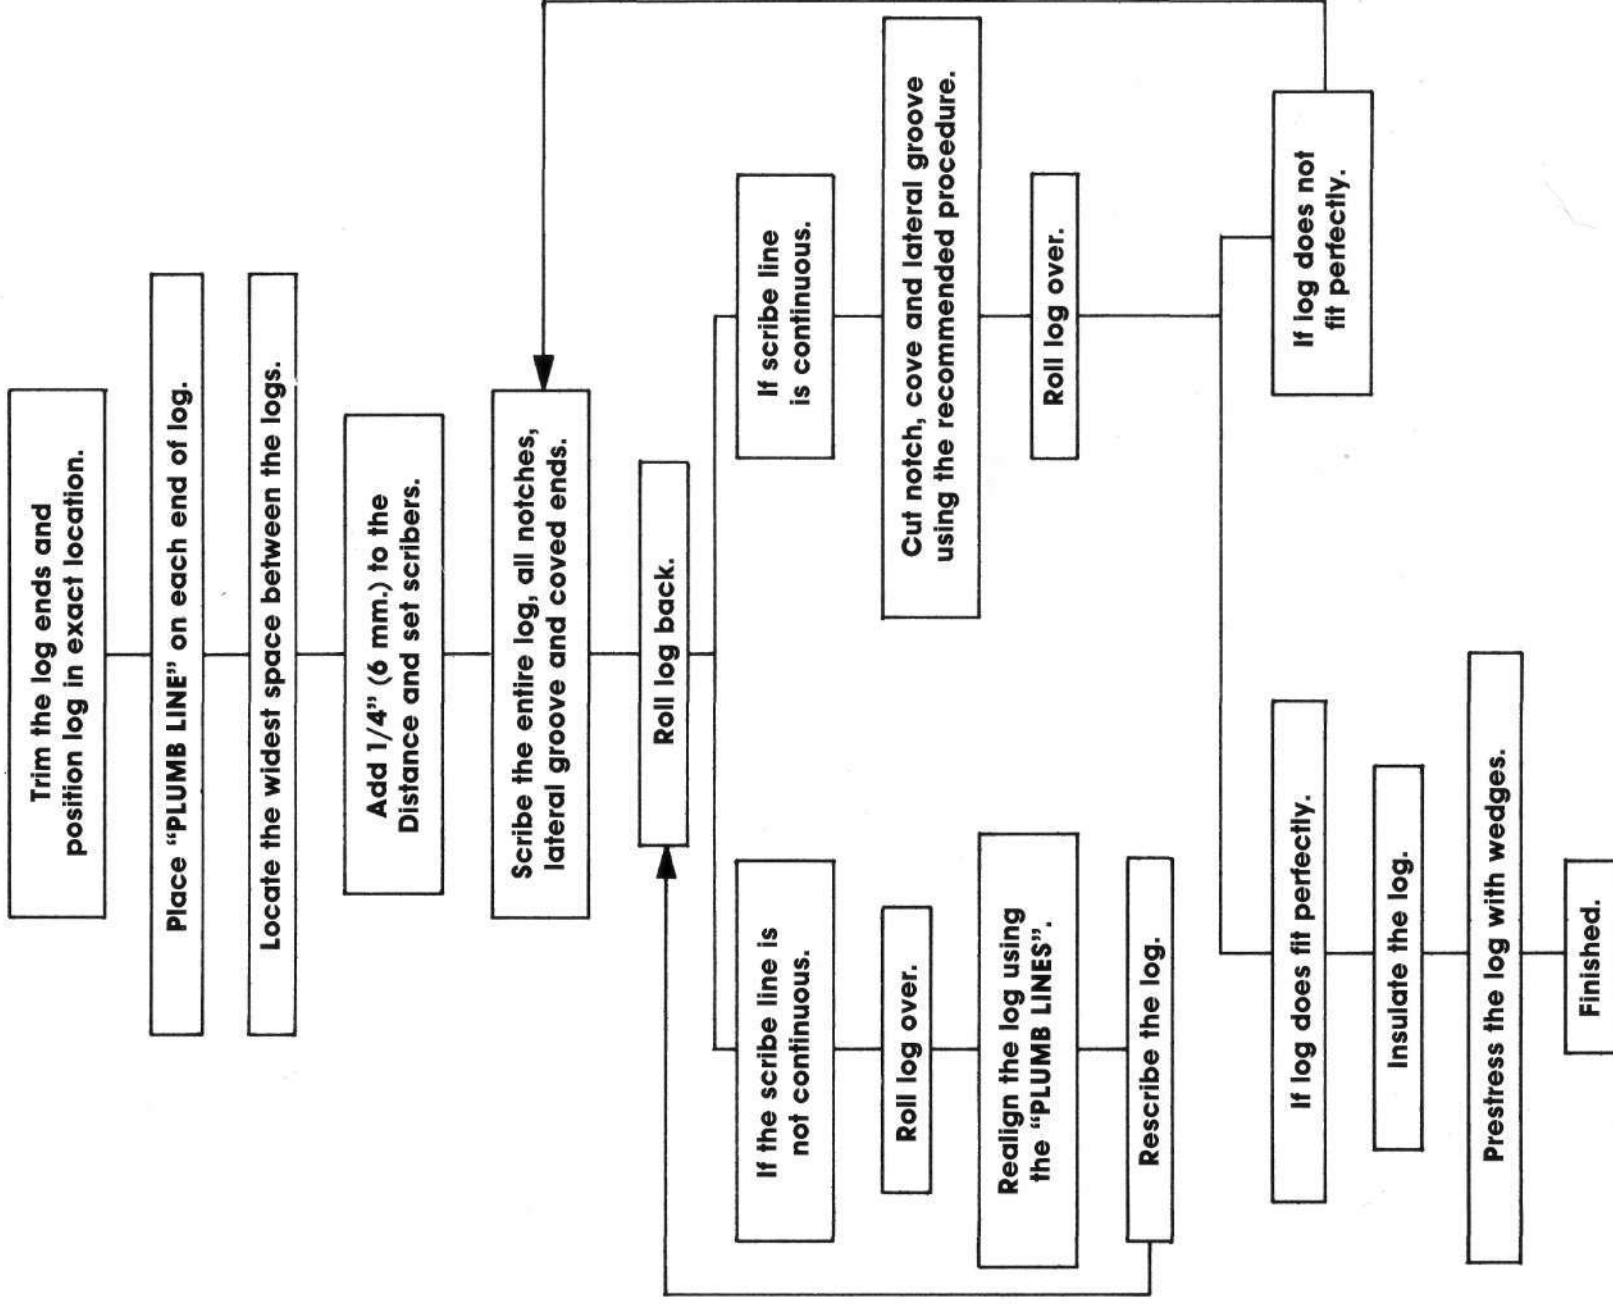 Trim the log ends and
position log in exact location.
Place “PLUMB LINE” on each end of log.
Locate the widest space between the logs.
Add 1/4” (6 mm.) to the
Distance and set scribers.
Scribe the entire log, all notches,
lateral groove and coved ends.
Roll log back.
If the scribe line is
not continuous.
Roll log over.
Realign the log using
the “PLUMB LINES”.
Rescribe the log.
If scribe line
is continuous.
Cut notch, cove and lateral groove
using the recommended procedure.
Roll log over.
If log does fit perfectly.
Insulate the log.
Prestress the log with wedges.
Finished.
If log does not
fit perfectly.